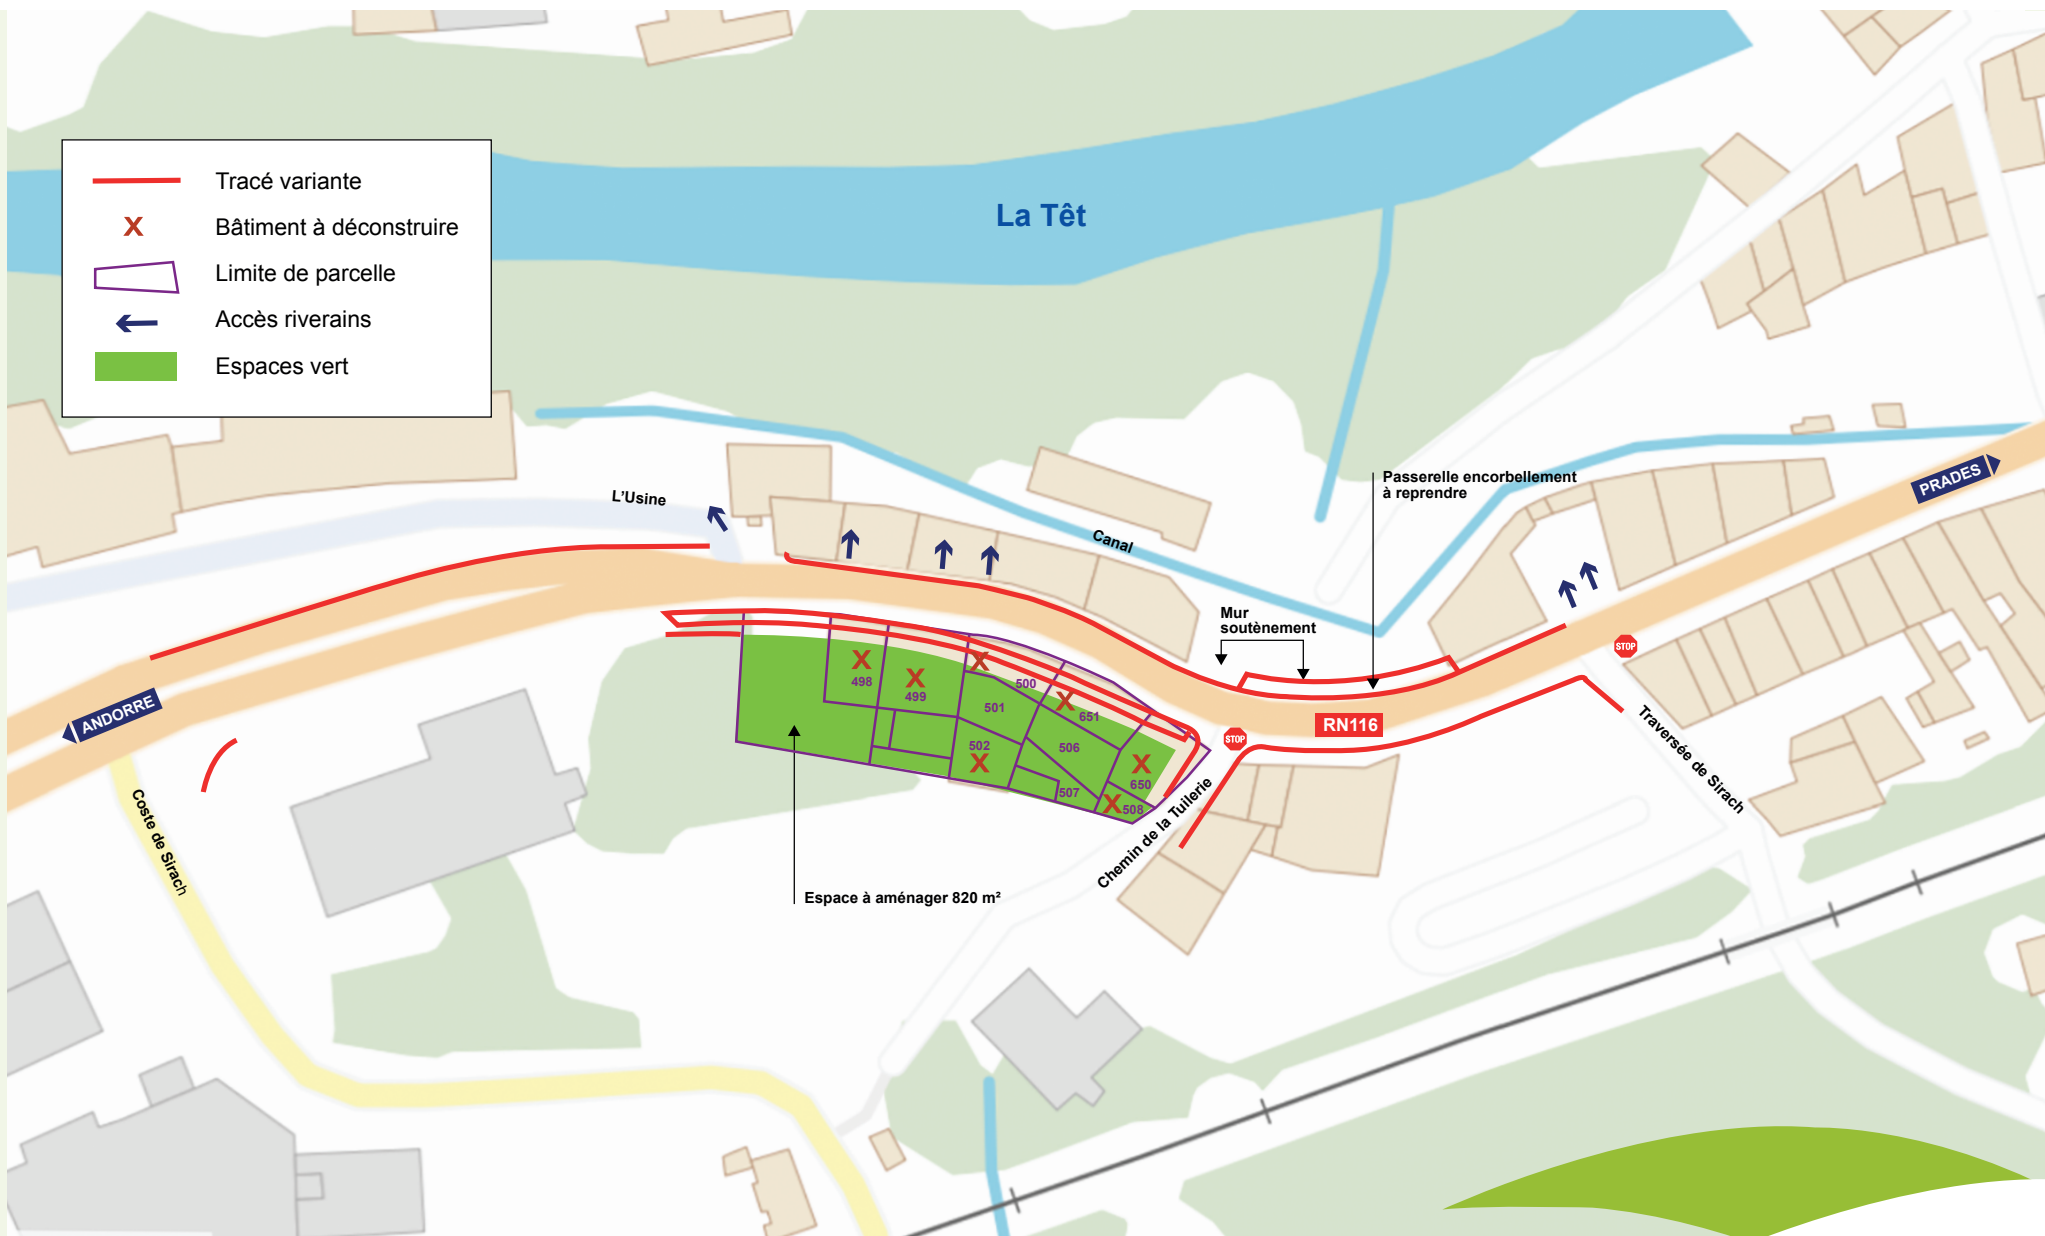 Tracé variante
X Bâtiment à déconstruire
Limite de parcelle
Accès riverains
Espaces vert
La Têt
L'Usine
Canal
Passerelle encorbellement
à reprendre
PRADES
Mur
soutènement
ANDORRE
RN116
STOP
STOP
X
498
X
499
X
500
501
X
651
502
X
506
X
650
507
X
508
Coste de Sirach
Chemin de la Tuilerie
Traversée de Sirach
Espace à aménager 820 m²